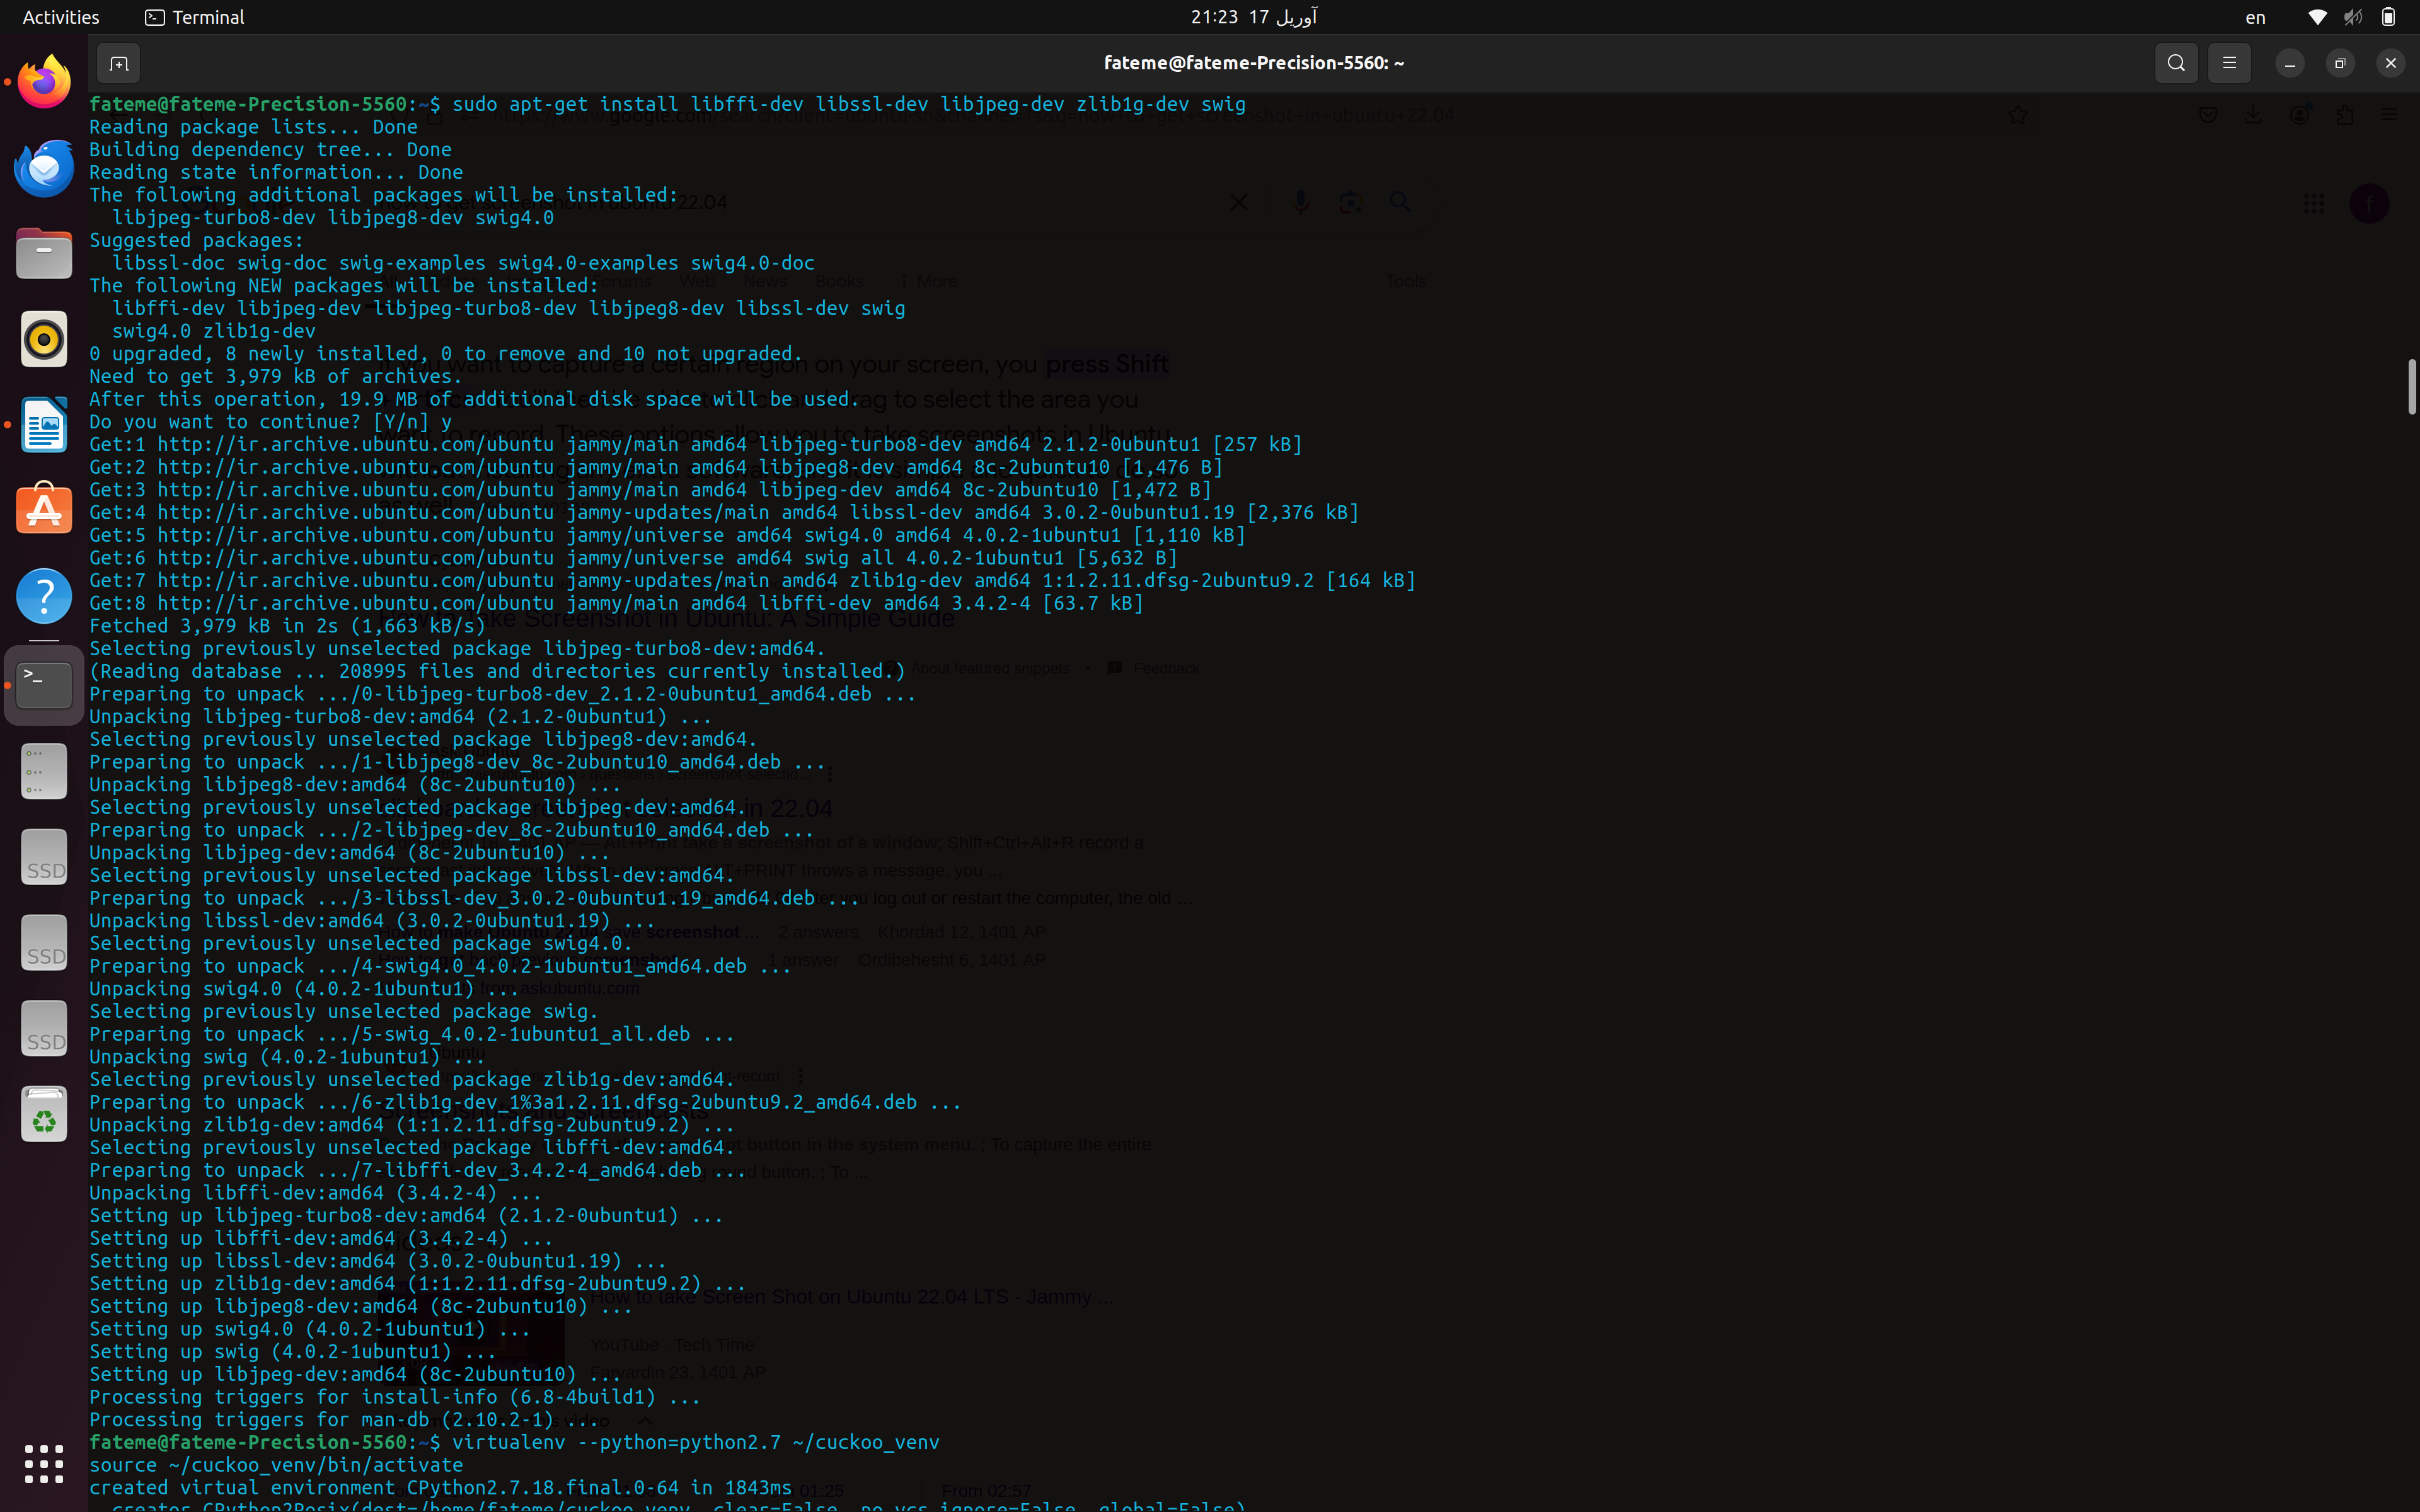 Activities Terminal 21:23 17 آوریل en
fateme@fateme-Precision-5560: ~
fateme@fateme-Precision-5560:~$ sudo apt-get install libffi-dev libssl-dev libjpeg-dev zlib1g-dev swig
Reading package lists... Done
Building dependency tree... Done
Reading state information... Done
The following additional packages will be installed:
  libjpeg-turbo8-dev libjpeg8-dev swig4.0
Suggested packages:
  libssl-doc swig-doc swig-examples swig4.0-examples swig4.0-doc
The following NEW packages will be installed:
  libffi-dev libjpeg-dev libjpeg-turbo8-dev libjpeg8-dev libssl-dev swig
  swig4.0 zlib1g-dev
0 upgraded, 8 newly installed, 0 to remove and 10 not upgraded.
Need to get 3,979 kB of archives.
After this operation, 19.9 MB of additional disk space will be used.
Do you want to continue? [Y/n] y
Get:1 http://ir.archive.ubuntu.com/ubuntu jammy/main amd64 libjpeg-turbo8-dev amd64 2.1.2-0ubuntu1 [257 kB]
Get:2 http://ir.archive.ubuntu.com/ubuntu jammy/main amd64 libjpeg8-dev amd64 8c-2ubuntu10 [1,476 B]
Get:3 http://ir.archive.ubuntu.com/ubuntu jammy/main amd64 libjpeg-dev amd64 8c-2ubuntu10 [1,472 B]
Get:4 http://ir.archive.ubuntu.com/ubuntu jammy-updates/main amd64 libssl-dev amd64 3.0.2-0ubuntu1.19 [2,376 kB]
Get:5 http://ir.archive.ubuntu.com/ubuntu jammy/universe amd64 swig4.0 amd64 4.0.2-1ubuntu1 [1,110 kB]
Get:6 http://ir.archive.ubuntu.com/ubuntu jammy/universe amd64 swig all 4.0.2-1ubuntu1 [5,632 B]
Get:7 http://ir.archive.ubuntu.com/ubuntu jammy-updates/main amd64 zlib1g-dev amd64 1:1.2.11.dfsg-2ubuntu9.2 [164 kB]
Get:8 http://ir.archive.ubuntu.com/ubuntu jammy/main amd64 libffi-dev amd64 3.4.2-4 [63.7 kB]
Fetched 3,979 kB in 2s (1,663 kB/s)
Selecting previously unselected package libjpeg-turbo8-dev:amd64.
(Reading database ... 208995 files and directories currently installed.)
Preparing to unpack .../0-libjpeg-turbo8-dev_2.1.2-0ubuntu1_amd64.deb ...
Unpacking libjpeg-turbo8-dev:amd64 (2.1.2-0ubuntu1) ...
Selecting previously unselected package libjpeg8-dev:amd64.
Preparing to unpack .../1-libjpeg8-dev_8c-2ubuntu10_amd64.deb ...
Unpacking libjpeg8-dev:amd64 (8c-2ubuntu10) ...
Selecting previously unselected package libjpeg-dev:amd64.
Preparing to unpack .../2-libjpeg-dev_8c-2ubuntu10_amd64.deb ...
Unpacking libjpeg-dev:amd64 (8c-2ubuntu10) ...
Selecting previously unselected package libssl-dev:amd64.
Preparing to unpack .../3-libssl-dev_3.0.2-0ubuntu1.19_amd64.deb ...
Unpacking libssl-dev:amd64 (3.0.2-0ubuntu1.19) ...
Selecting previously unselected package swig4.0.
Preparing to unpack .../4-swig4.0_4.0.2-1ubuntu1_amd64.deb ...
Unpacking swig4.0 (4.0.2-1ubuntu1) ...
Selecting previously unselected package swig.
Preparing to unpack .../5-swig_4.0.2-1ubuntu1_all.deb ...
Unpacking swig (4.0.2-1ubuntu1) ...
Selecting previously unselected package zlib1g-dev:amd64.
Preparing to unpack .../6-zlib1g-dev_1%3a1.2.11.dfsg-2ubuntu9.2_amd64.deb ...
Unpacking zlib1g-dev:amd64 (1:1.2.11.dfsg-2ubuntu9.2) ...
Selecting previously unselected package libffi-dev:amd64.
Preparing to unpack .../7-libffi-dev_3.4.2-4_amd64.deb ...
Unpacking libffi-dev:amd64 (3.4.2-4) ...
Setting up libjpeg-turbo8-dev:amd64 (2.1.2-0ubuntu1) ...
Setting up libffi-dev:amd64 (3.4.2-4) ...
Setting up libssl-dev:amd64 (3.0.2-0ubuntu1.19) ...
Setting up zlib1g-dev:amd64 (1:1.2.11.dfsg-2ubuntu9.2) ...
Setting up libjpeg8-dev:amd64 (8c-2ubuntu10) ...
Setting up swig4.0 (4.0.2-1ubuntu1) ...
Setting up swig (4.0.2-1ubuntu1) ...
Setting up libjpeg-dev:amd64 (8c-2ubuntu10) ...
Processing triggers for install-info (6.8-4build1) ...
Processing triggers for man-db (2.10.2-1) ...
fateme@fateme-Precision-5560:~$ virtualenv --python=python2.7 ~/cuckoo_venv
source ~/cuckoo_venv/bin/activate
created virtual environment CPython2.7.18.final.0-64 in 1843ms
  creator CPython2Posix(dest=/home/fateme/cuckoo_venv, clear=False, no_vcs_ignore=False, global=False)
SSD
SSD
SSD